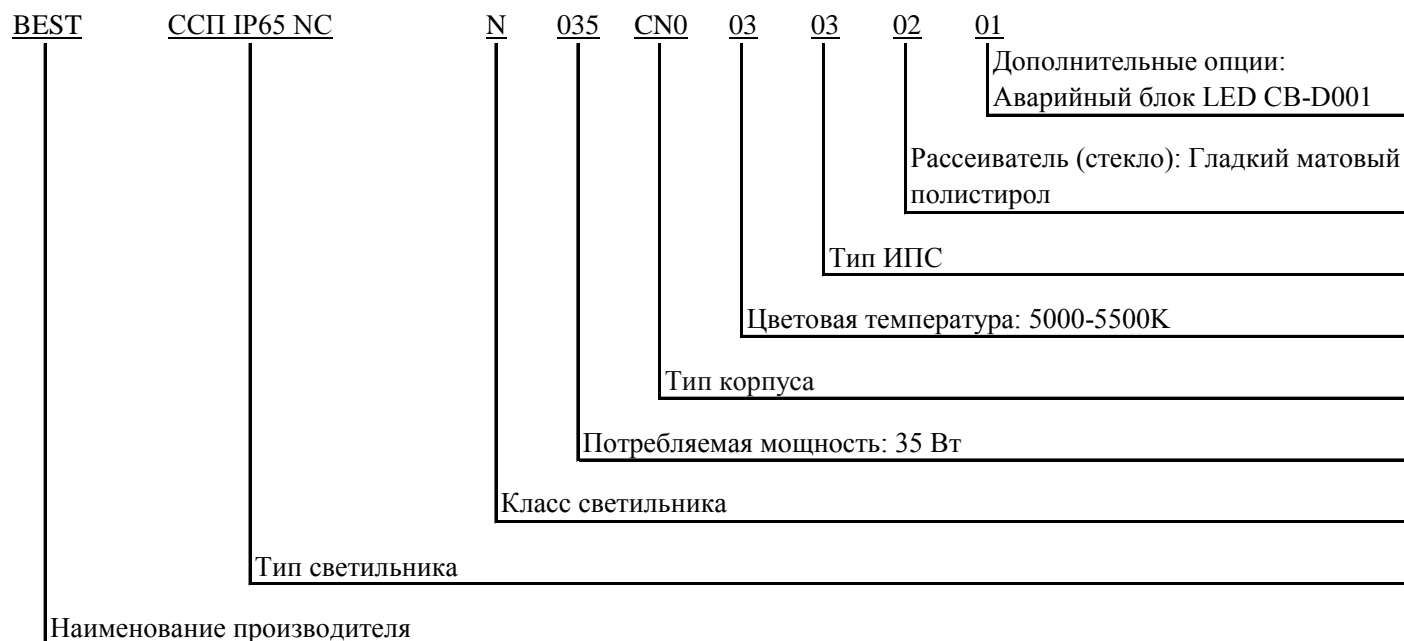 BEST ССП IP65 NC N 035 CN0 03 03 02 01
Дополнительные опции:
Аварийный блок LED CB-D001
Рассеиватель (стекло): Гладкий матовый
полистирол
Тип ИПС
Цветовая температура: 5000-5500K
Тип корпуса
Потребляемая мощность: 35 Вт
Класс светильника
Тип светильника
Наименование производителя